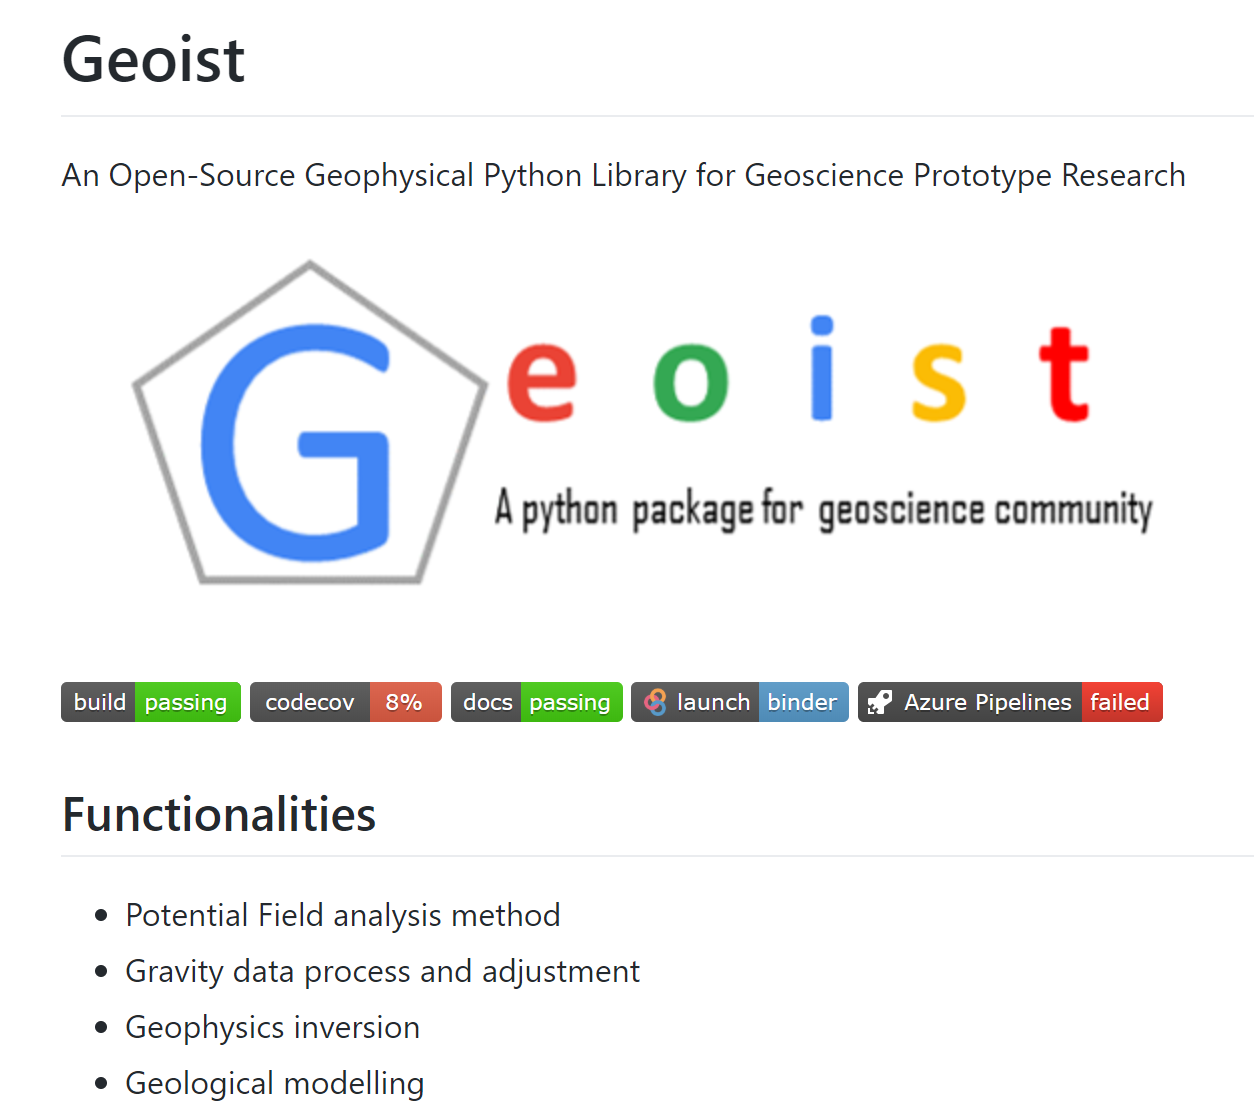 Geoist
An Open-Source Geophysical Python Library for Geoscience Prototype Research
Geoist
A python package for geoscience community
build passing codecov 8% docs passing launch binder Azure Pipelines failed
Functionalities
• Potential Field analysis method
• Gravity data process and adjustment
• Geophysics inversion
• Geological modelling